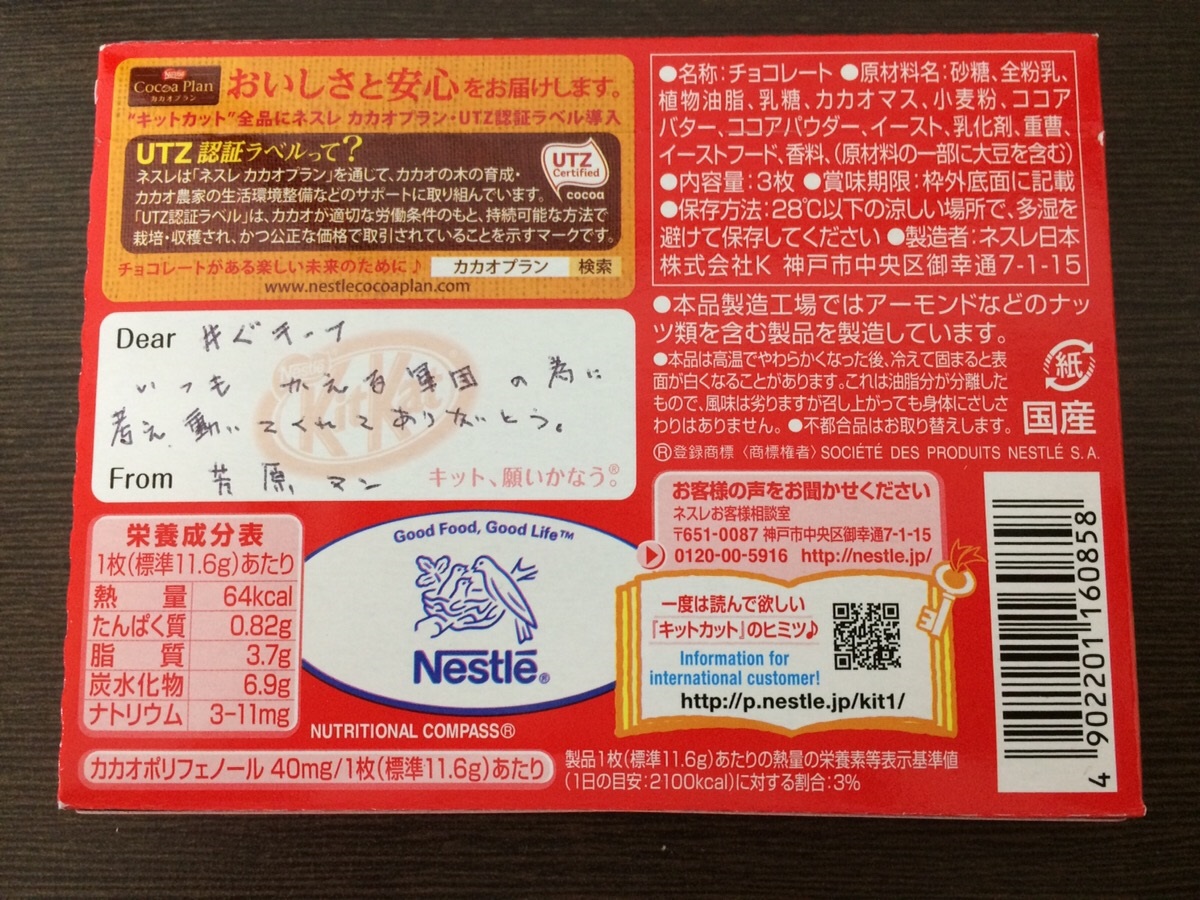 Nestlé
Cocoa Plan
カカオプラン
おいしさと安心をお届けします。
“キットカット”全品にネスレ カカオプラン・UTZ認証ラベル導入
UTZ 認証ラベルって?
ネスレは「ネスレ カカオプラン」を通して、カカオの木の育成・
カカオ農家の生活環境整備などのサポートに取り組んでいます。
「UTZ認証ラベル」は、カカオが適切な労働条件のもと、持続可能な方法で
栽培・収穫され、かつ公正な価格で取引されていることを示すマークです。
UTZ
Certified
cocoa
チョコレートがある楽しい未来のために♪ カカオプラン 検索
www.nestlecocoaplan.com
●名称:チョコレート ●原材料名:砂糖、全粉乳、
植物油脂、乳糖、カカオマス、小麦粉、ココア
バター、ココアパウダー、イースト、乳化剤、重曹、
イーストフード、香料、(原材料の一部に大豆を含む)
●内容量:3枚 ●賞味期限:枠外底面に記載
●保存方法:28℃以下の涼しい場所で、多湿を
避けて保存してください ●製造者:ネスレ日本
株式会社K 神戸市中央区御幸通7-1-15
●本品製造工場ではアーモンドなどのナッ
ツ類を含む製品を製造しています。
●本品は高温でやわらかくなった後、冷えて固まると表
面が白くなることがあります。これは油脂分が分離した
もので、風味は劣りますが召し上がっても身体にさしさ
わりはありません。●不都合品はお取り替えします。
紙
国産
®登録商標〈商標権者〉SOCIÉTÉ DES PRODUITS NESTLÉ S.A.
Dear
いつも かえる軍団の為に
考え、動いてくれてありがとう。
From 芳原マン
Nestlé
KitKat
キット、願いかなう。®
栄養成分表
1枚(標準11.6g)あたり
熱量 64kcal
たんぱく質 0.82g
脂質 3.7g
炭水化物 6.9g
ナトリウム 3-11mg
Good Food, Good Life™
Nestlé®
NUTRITIONAL COMPASS®
カカオポリフェノール 40mg/1枚(標準11.6g)あたり
お客様の声をお聞かせください
ネスレお客様相談室
〒651-0087 神戸市中央区御幸通7-1-15
0120-00-5916 http://nestle.jp/
一度は読んで欲しい
『キットカット』のヒミツ♪
Information for
international customer!
http://p.nestle.jp/kit1/
製品1枚(標準11.6g)あたりの熱量の栄養素等表示基準値
(1日の目安:2100kcal)に対する割合:3%
4 902201 160858